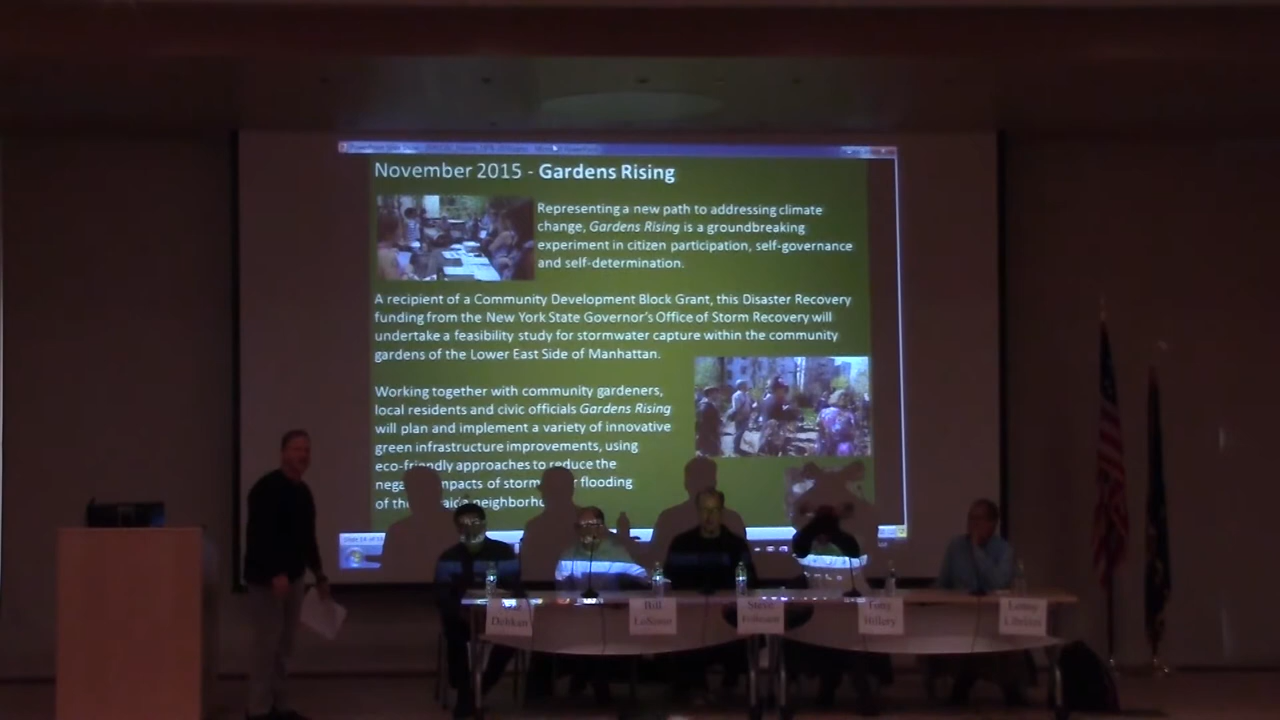 November 2015 - Gardens Rising
Representing a new path to addressing climate
change, Gardens Rising is a groundbreaking
experiment in citizen participation, self-governance
and self-determination.
A recipient of a Community Development Block Grant, this Disaster Recovery
funding from the New York State Governor's Office of Storm Recovery will
undertake a feasibility study for stormwater capture within the community
gardens of the Lower East Side of Manhattan.
Working together with community gardeners,
local residents and civic officials Gardens Rising
will plan and implement a variety of innovative
green infrastructure improvements, using
eco-friendly approaches to reduce the
impacts of storm flooding
of
Bill
Steve
Tony
Hillery